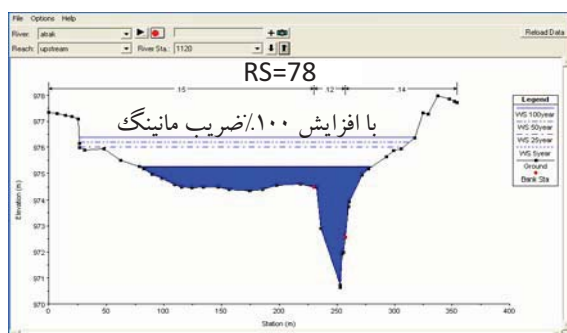 File Options Help
River: atrak Reload Data
Reach: upstream River Sta.: 1120
RS=78
.15 .12 .14
با افزایش ۱۰۰٪ ضریب مانینگ
978
977
976
975
974
973
972
971
970
Elevation (m)
0 50 100 150 200 250 300 350 400
Station (m)
Legend
WS 100year
WS 50year
WS 25year
WS 5year
Ground
Bank Sta